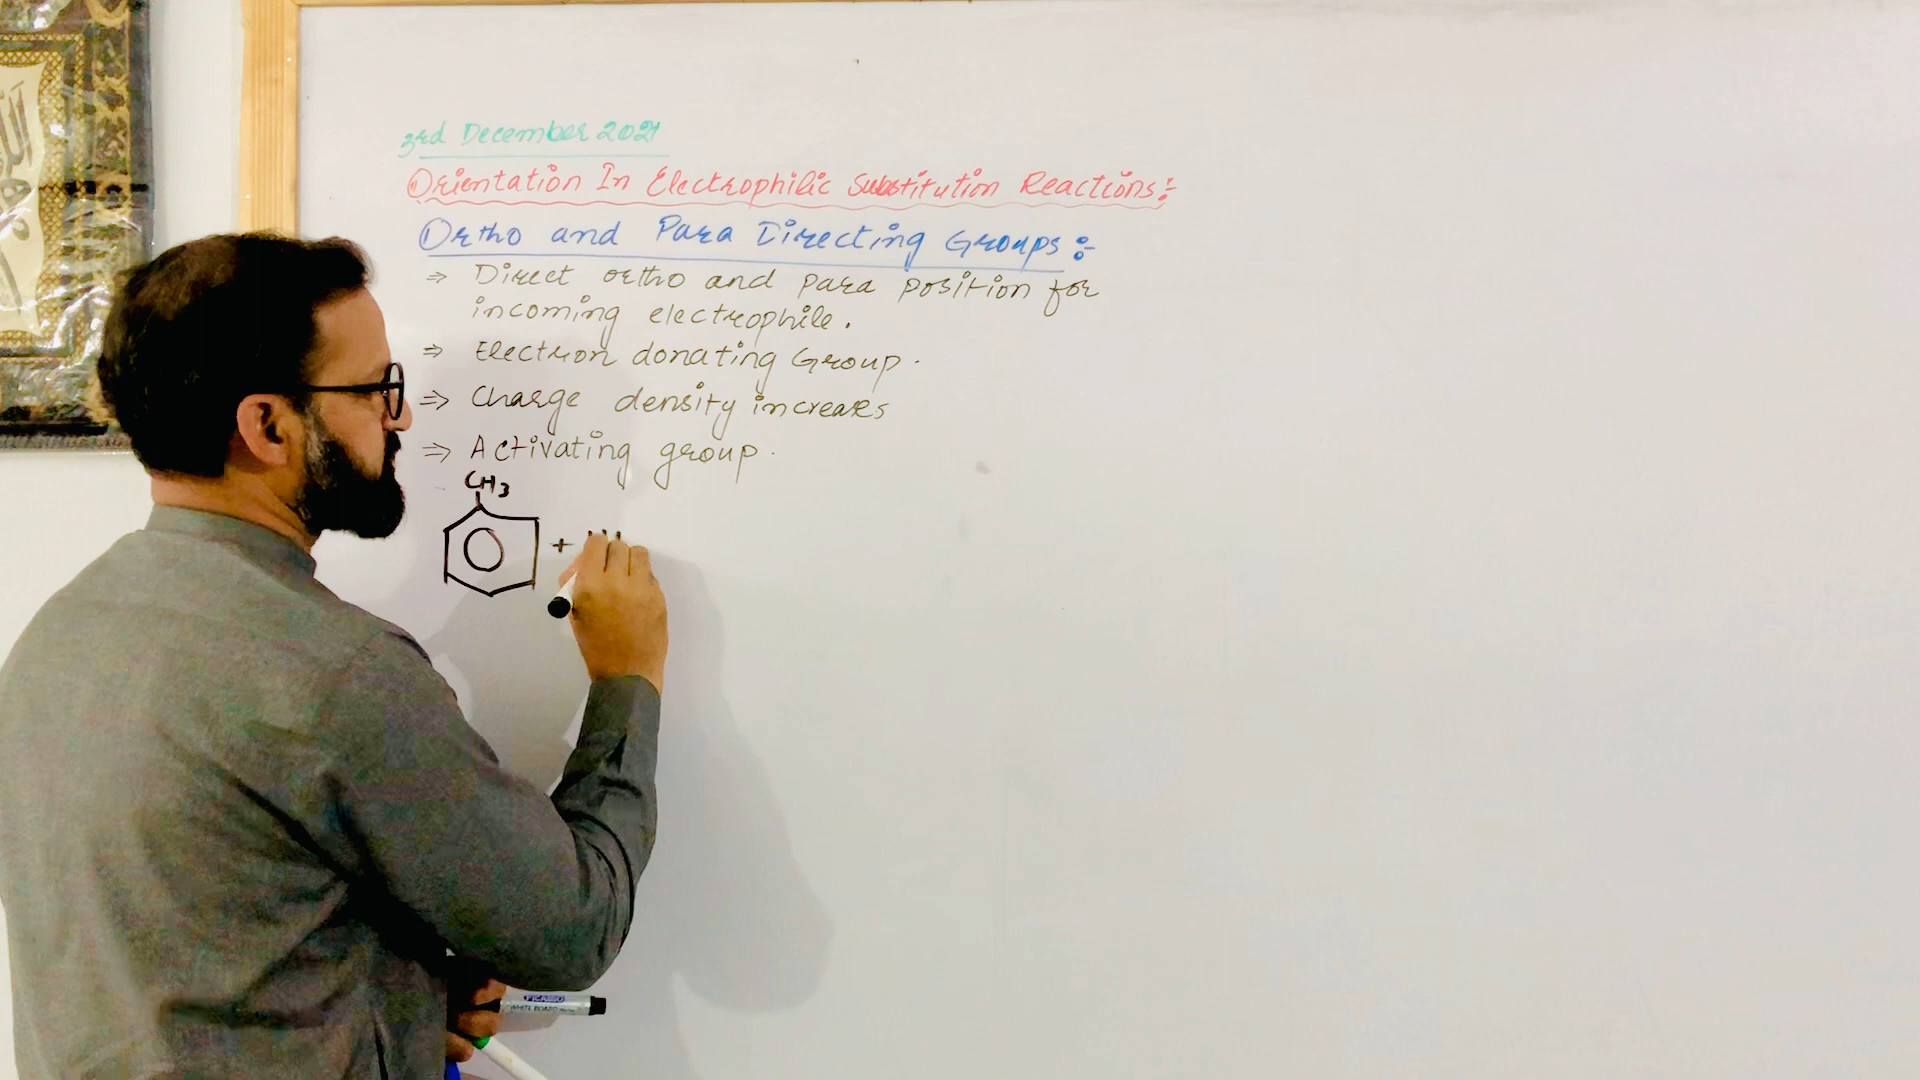 3rd December 2021
Orientation In Electrophilic Substitution Reactions:-
Ortho and Para Directing Groups:-
⇒ Direct ortho and para position for
incoming electrophile.
⇒ Electron donating Group.
⇒ Charge density increases
⇒ Activating group.
CH3
+
PICASSO